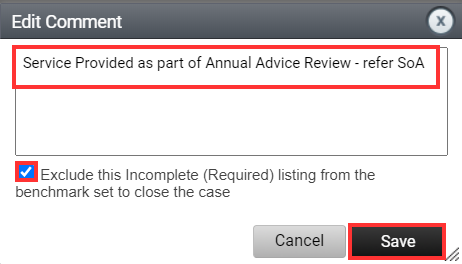 Edit Comment
Service Provided as part of Annual Advice Review - refer SoA
Exclude this Incomplete (Required) listing from the
benchmark set to close the case
Cancel
Save